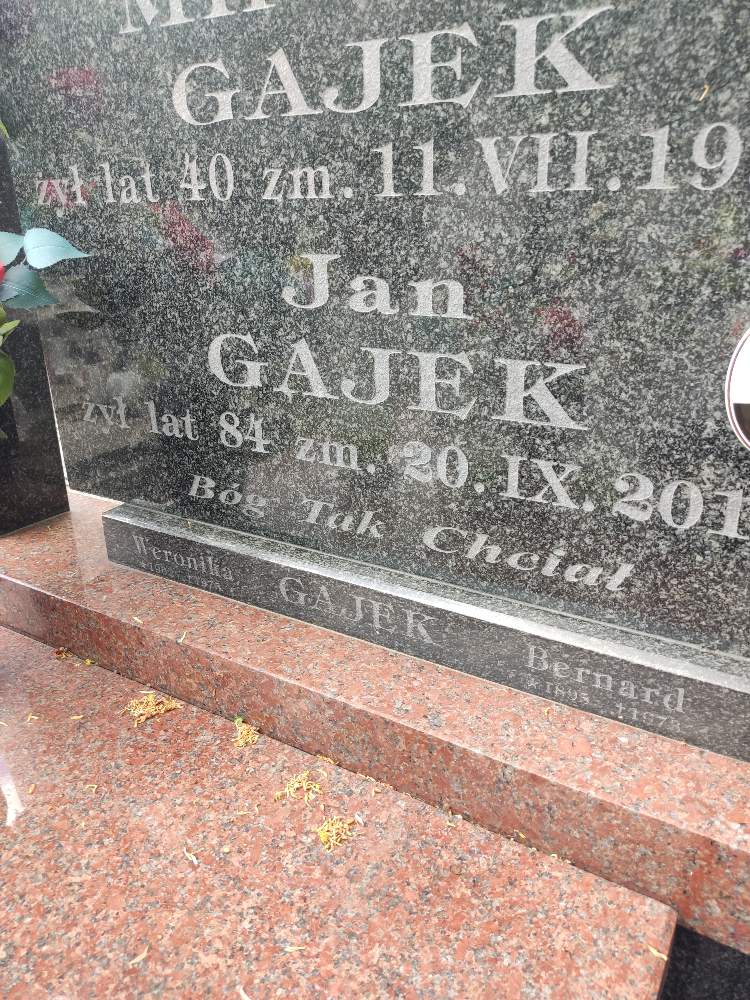 GAJEK
żył lat 40 zm. 11.VII.19
Jan
GAJEK
żył lat 84 zm. 20.IX.201
Bóg Tak Chciał
Weronika GAJEK Bernard